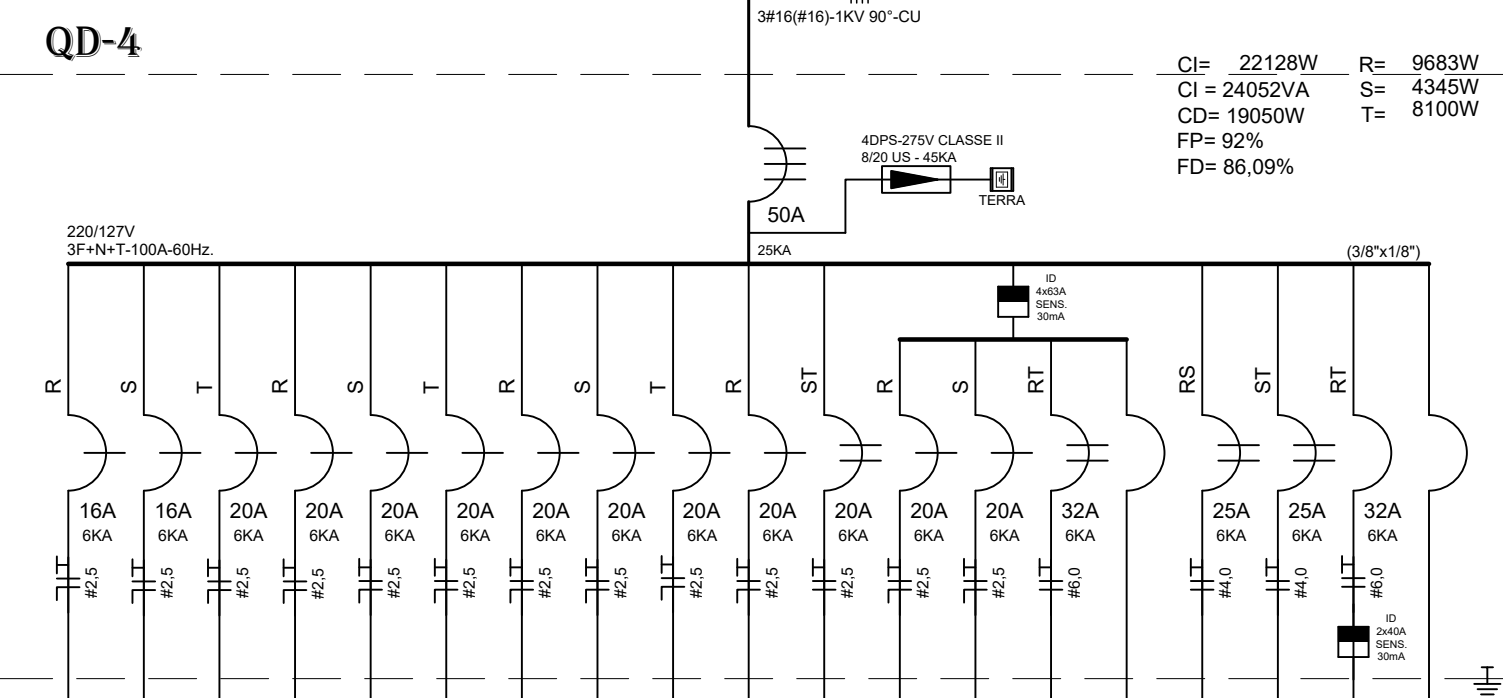 3#16(#16)-1KV 90°-CU
QD-4
CI= 22128W R= 9683W
CI = 24052VA S= 4345W
CD= 19050W T= 8100W
FP= 92%
FD= 86,09%
4DPS-275V CLASSE II
8/20 US - 45KA
TERRA
50A
25KA
220/127V
3F+N+T-100A-60Hz.
(3/8"x1/8")
ID
4x63A
SENS.
30mA
R S T R S T R S T R ST R S RT RS ST RT
16A 16A 20A 20A 20A 20A 20A 20A 20A 20A 20A 20A 20A 32A 25A 25A 32A
6KA 6KA 6KA 6KA 6KA 6KA 6KA 6KA 6KA 6KA 6KA 6KA 6KA 6KA 6KA 6KA 6KA
#2,5 #2,5 #2,5 #2,5 #2,5 #2,5 #2,5 #2,5 #2,5 #2,5 #2,5 #2,5 #2,5 #6,0 #4,0 #4,0 #6,0
ID
2x40A
SENS.
30mA